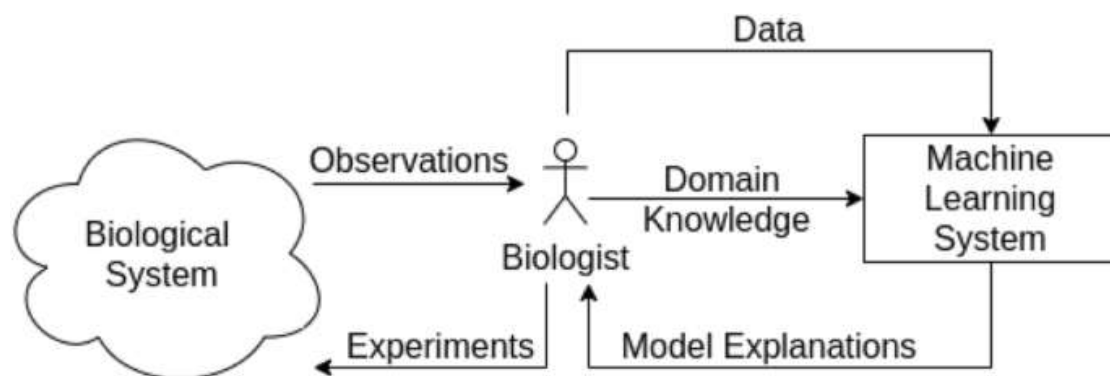 Data
Observations
Domain
Knowledge
Machine
Learning
System
Biological
System
Biologist
Experiments
Model Explanations